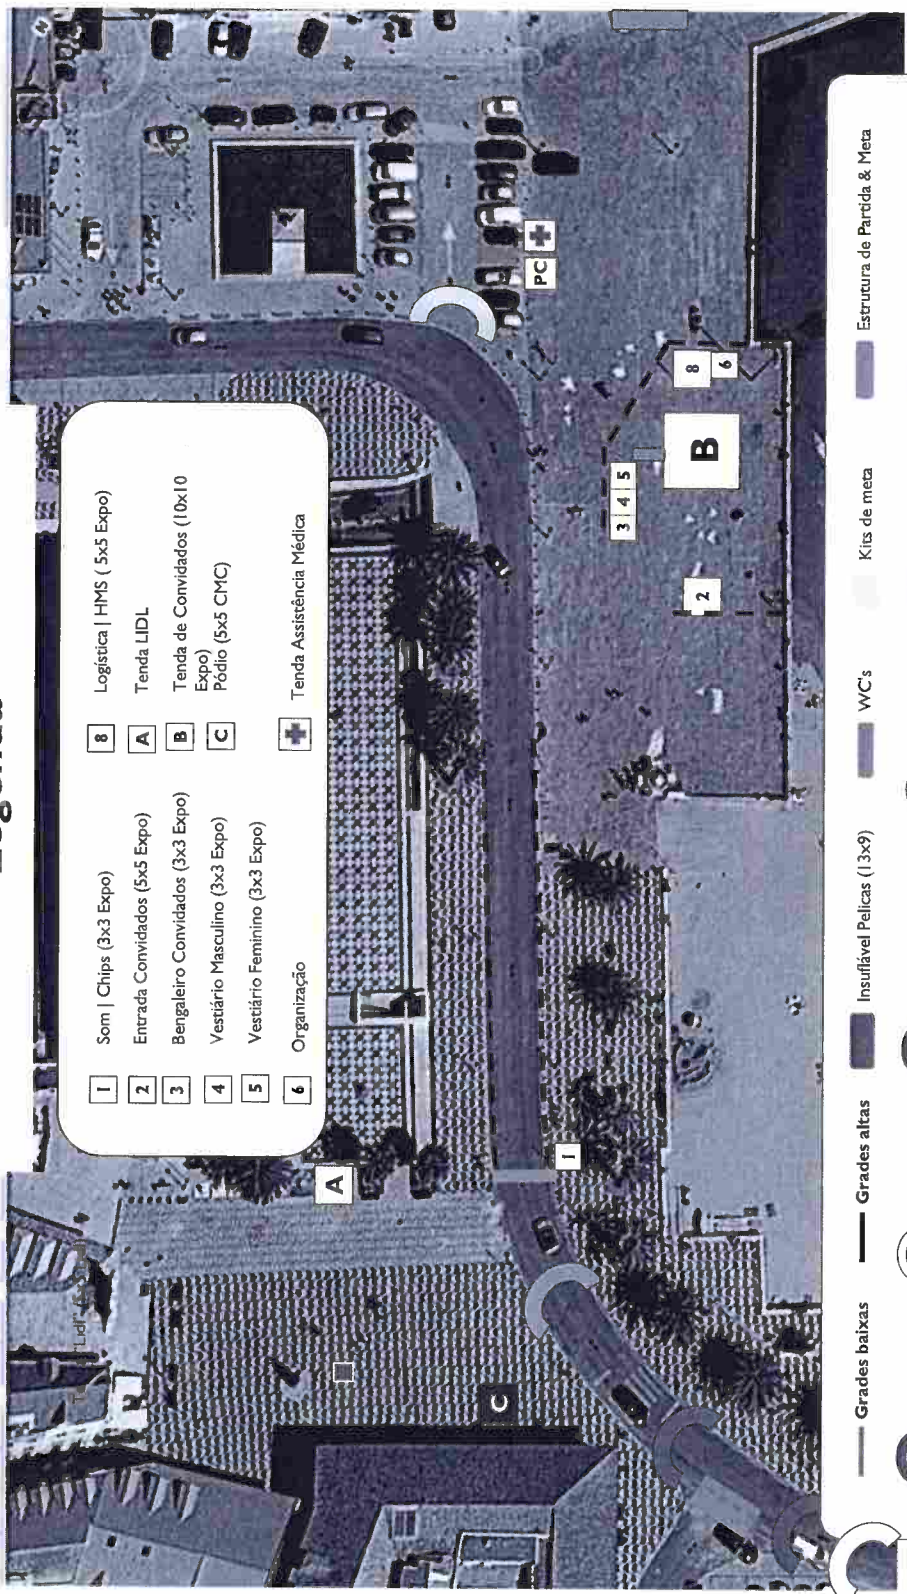 1 Som | Chips (3x3 Expo)
2 Entrada Convidados (5x5 Expo)
3 Bengaleiro Convidados (3x3 Expo)
4 Vestiário Masculino (3x3 Expo)
5 Vestiário Feminino (3x3 Expo)
6 Organização
8 Logística | HMS ( 5x5 Expo)
A Tenda LIDL
B Tenda de Convidados (10x10
Expo)
C Pódio (5x5 CMC)
Tenda Assistência Médica
A
1
C
2
3 4 5
B
8
6
PC
Grades baixas
Grades altas
Insuflável Pelicas (13x9)
WC's
Kits de meta
Estrutura de Partida & Meta